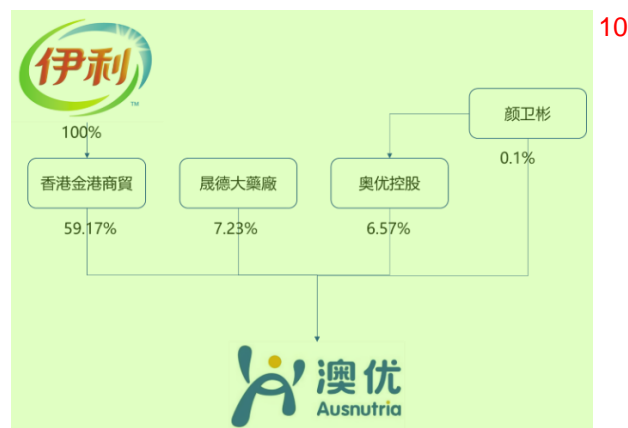 10
伊利
TM
100%
颜卫彬
0.1%
香港金港商貿
晟德大藥廠
奥优控股
59.17%
7.23%
6.57%
澳优
Ausnutria